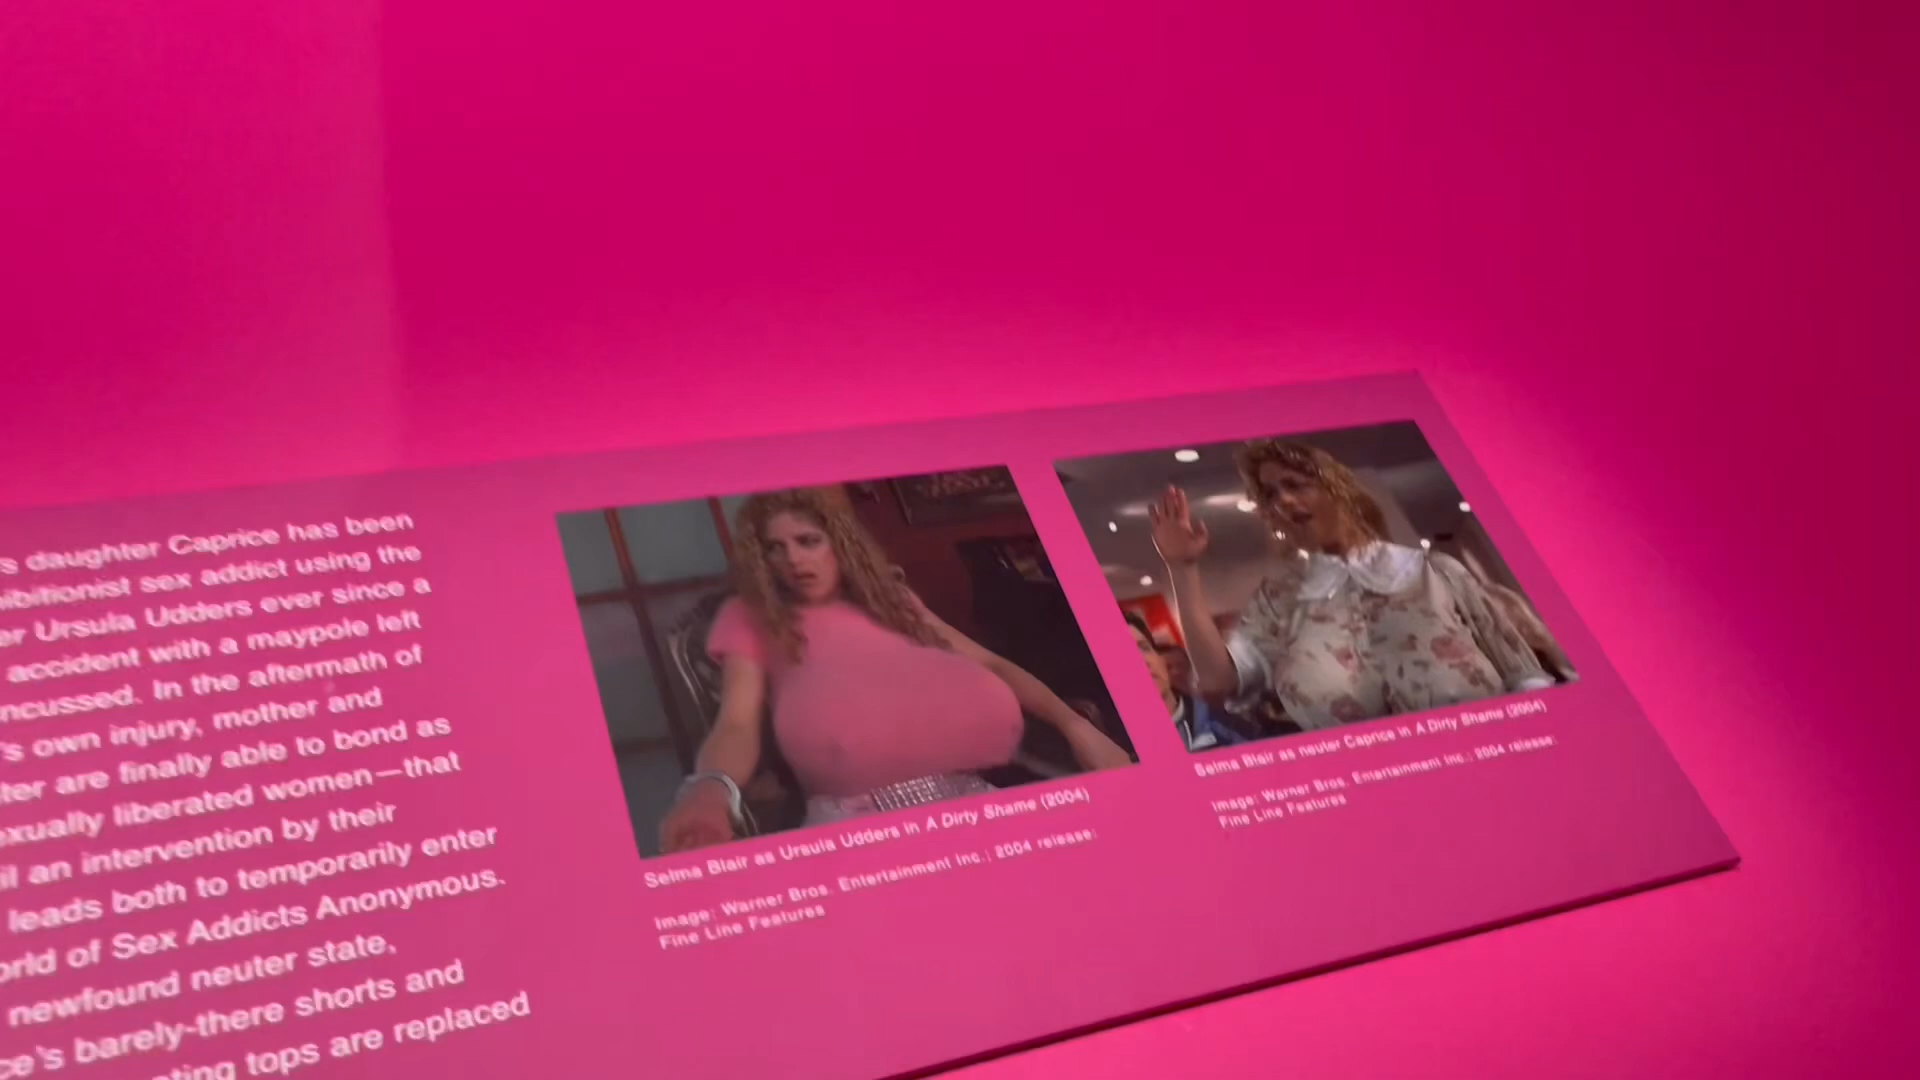 daughter Caprice has been
sex addict using the
Ursula Udders ever since a
accident with a maypole left
In the aftermath of
own injury, mother and
are finally able to bond as
liberated women—that
an intervention by their
leads both to temporarily enter
of Sex Addicts Anonymous.
newfound neuter state,
barely-there shorts and
tops are replaced
Selma Blair as Ursula Udders in A Dirty Shame (2004)
Image: Warner Bros. Entertainment Inc.; 2004 release:
Fine Line Features
Selma Blair as neuter Caprice in A Dirty Shame (2004)
Image: Warner Bros. Entertainment Inc.; 2004 release:
Fine Line Features